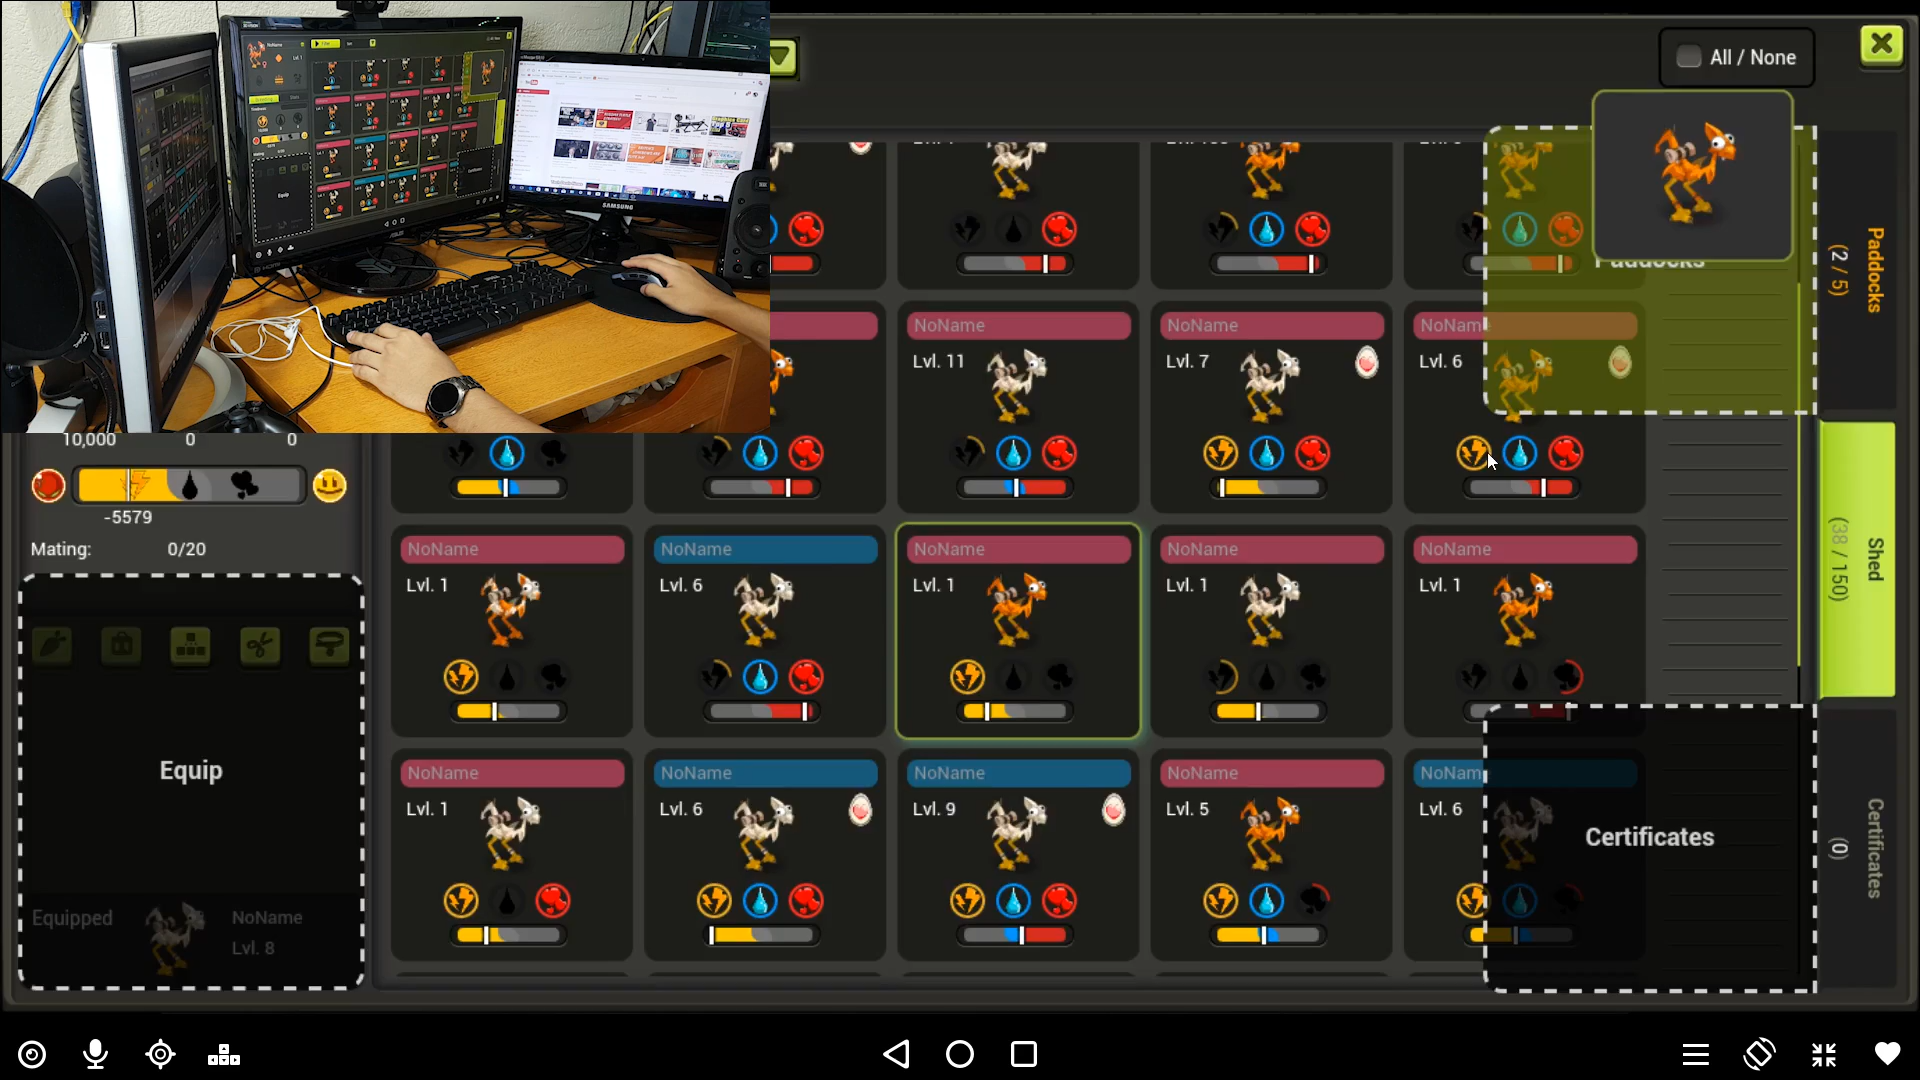 All / None
SAMSUNG
Paddocks
(2 / 5)
NoName
Lvl. 11
NoName
Lvl. 7
NoName
Lvl. 6
10,000
0
0
-5579
Mating:
0/20
NoName
Lvl. 1
NoName
Lvl. 6
NoName
Lvl. 1
NoName
Lvl. 1
NoName
Lvl. 1
Shed
(38 / 150)
Equip
NoName
Lvl. 1
NoName
Lvl. 6
NoName
Lvl. 9
NoName
Lvl. 5
NoNam
Lvl. 6
Certificates
Certificates
(0)
Equipped
NoName
Lvl. 8